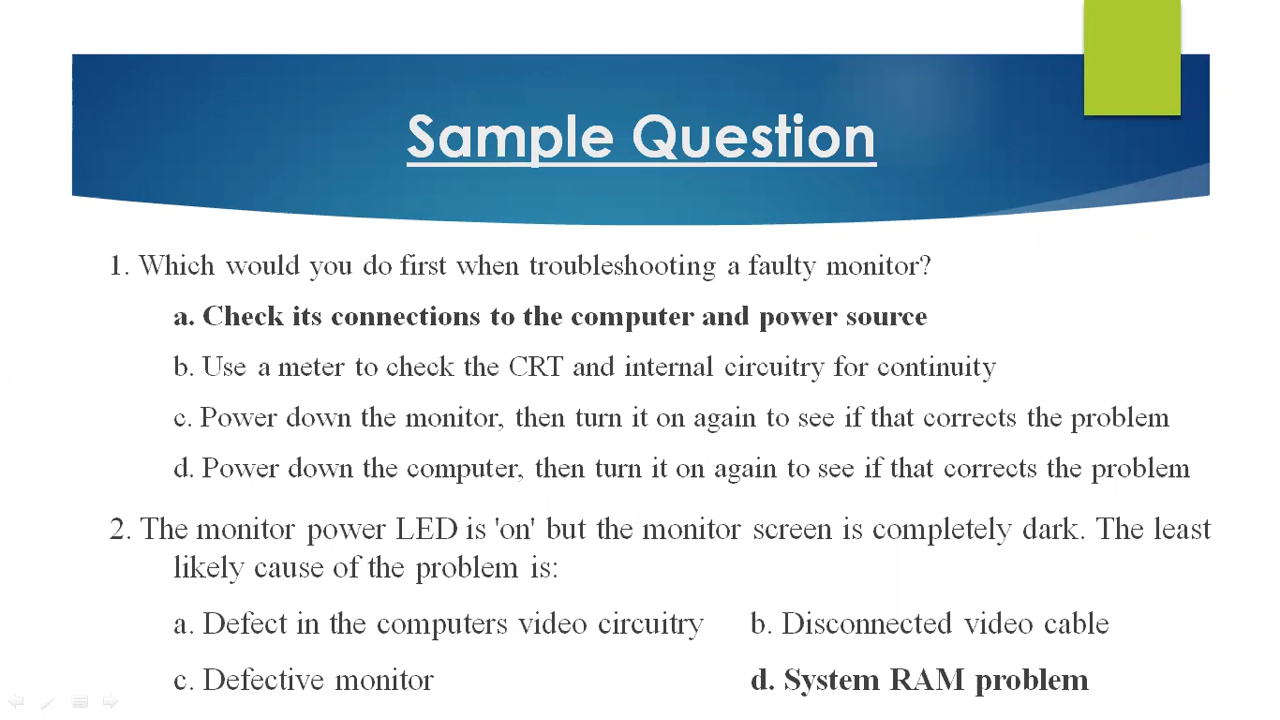 Sample Question
1. Which would you do first when troubleshooting a faulty monitor?
a. Check its connections to the computer and power source
b. Use a meter to check the CRT and internal circuitry for continuity
c. Power down the monitor, then turn it on again to see if that corrects the problem
d. Power down the computer, then turn it on again to see if that corrects the problem
2. The monitor power LED is 'on' but the monitor screen is completely dark. The least
likely cause of the problem is:
a. Defect in the computers video circuitry b. Disconnected video cable
c. Defective monitor d. System RAM problem